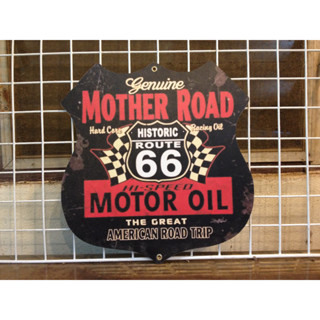 Genuine
MOTHER ROAD
Hard Core Racing Oil
HISTORIC
ROUTE
66
HI-SPEED
MOTOR OIL
THE GREAT
AMERICAN ROAD TRIP